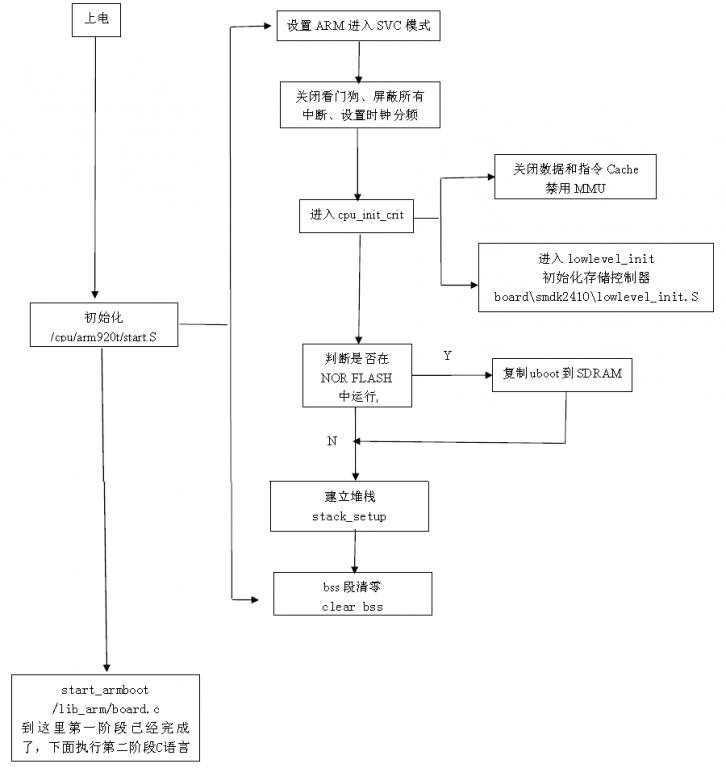 上电
设置 ARM 进入 SVC 模式
关闭看门狗、屏蔽所有
中断、设置时钟分频
关闭数据和指令 Cache
禁用 MMU
进入 cpu_init_crit
进入 lowlevel_init
初始化存储控制器
board\smdk2410\lowlevel_init.S
初始化
/cpu/arm920t/start.S
判断是否在
NOR FLASH
中运行,
Y
复制 uboot 到 SDRAM
N
建立堆栈
stack_setup
bss 段清零
clear bss
start_armboot
/lib_arm/board.c
到这里第一阶段已经完成
了，下面执行第二阶段C语言